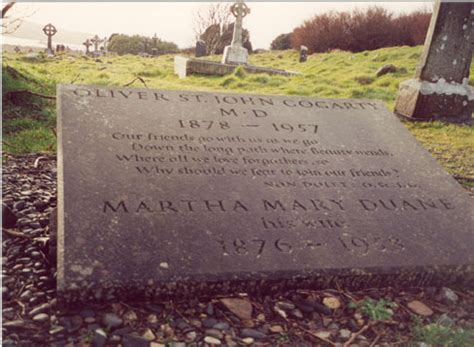 OLIVER ST. JOHN GOGARTY
M·D
1878 – 1957
Our friends go with us as we go
Down the long path where Beauty wends,
Where all we love forgathers, so
Why should we fear to join our friends?
NON DOLET. O.
MARTHA MARY DUANE
his wife
1876 – 1958